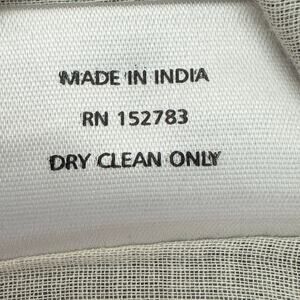 MADE IN INDIA
RN 152783
DRY CLEAN ONLY